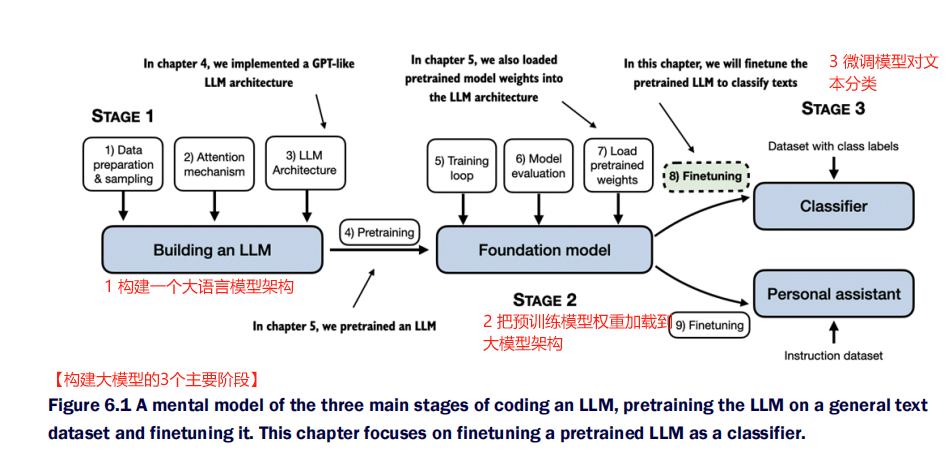 In chapter 4, we implemented a GPT-like
LLM architecture
In chapter 5, we also loaded
pretrained model weights into
the LLM architecture
In this chapter, we will finetune the
pretrained LLM to classify texts
3 微调模型对文
本分类
STAGE 1
STAGE 3
1) Data
preparation
& sampling
2) Attention
mechanism
3) LLM
Architecture
5) Training
loop
6) Model
evaluation
7) Load
pretrained
weights
8) Finetuning
Dataset with class labels
Classifier
Building an LLM
4) Pretraining
Foundation model
1 构建一个大语言模型架构
STAGE 2
Personal assistant
In chapter 5, we pretrained an LLM
2 把预训练模型权重加载到
大模型架构
9) Finetuning
Instruction dataset
【构建大模型的3个主要阶段】
Figure 6.1 A mental model of the three main stages of coding an LLM, pretraining the LLM on a general text
dataset and finetuning it. This chapter focuses on finetuning a pretrained LLM as a classifier.